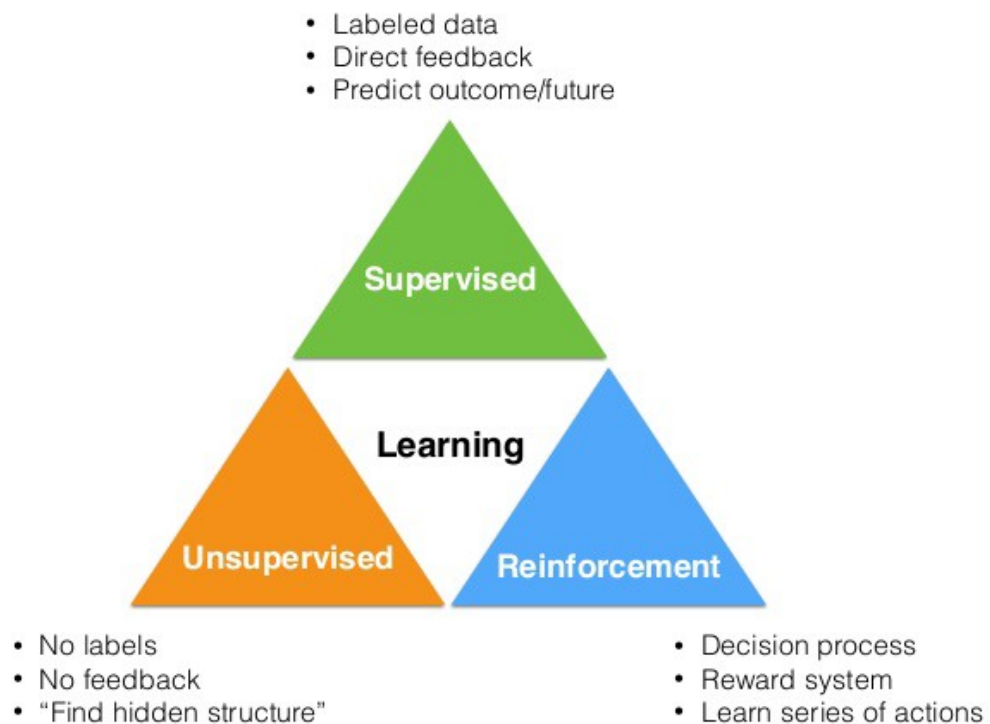 • Labeled data
• Direct feedback
• Predict outcome/future
Supervised
Learning
Unsupervised
Reinforcement
• No labels
• No feedback
• “Find hidden structure”
• Decision process
• Reward system
• Learn series of actions